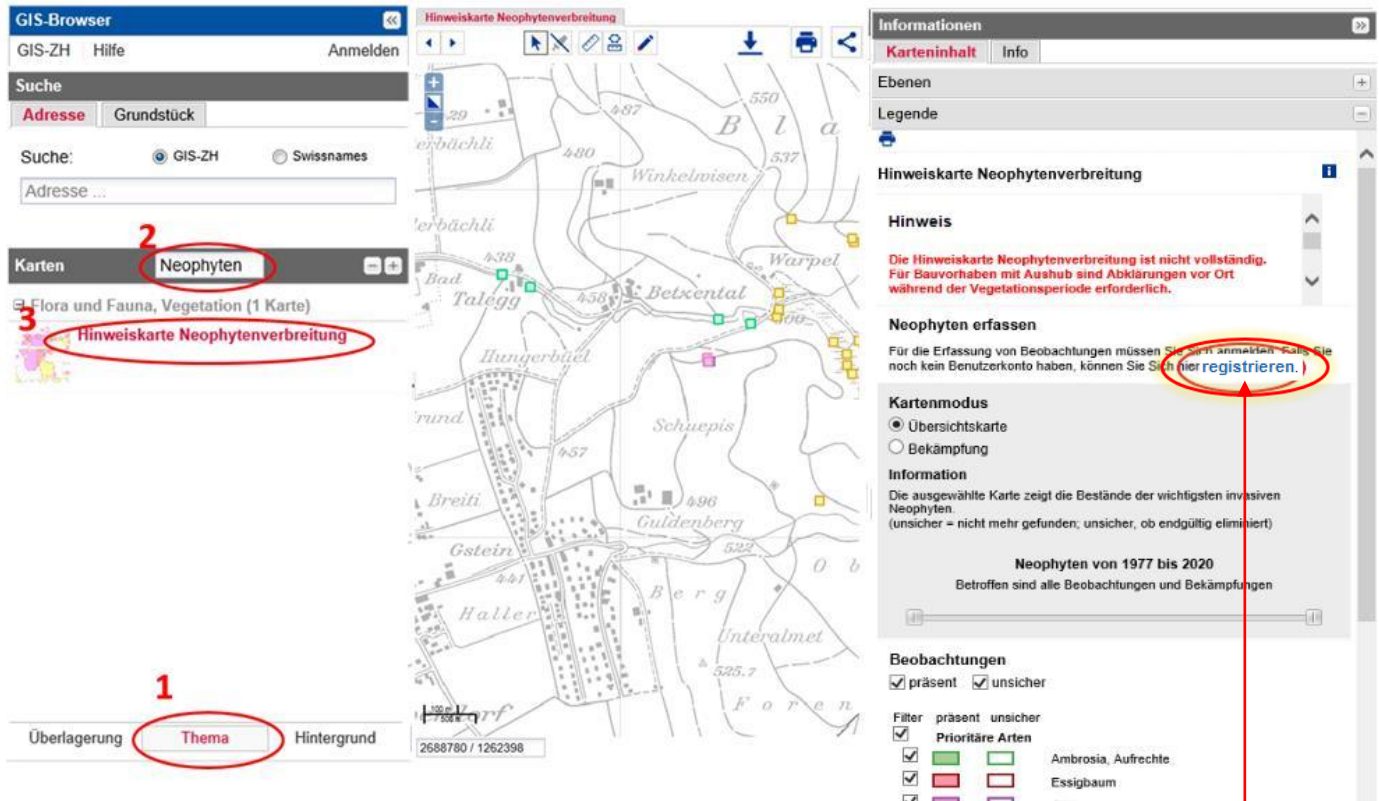 GIS-Browser
GIS-ZH Hilfe Anmelden
Suche
Adresse Grundstück
Suche: GIS-ZH Swissnames
Adresse ...
2
Karten Neophyten
Flora und Fauna, Vegetation (1 Karte)
3
Hinweiskarte Neophytenverbreitung
1
Überlagerung Thema Hintergrund
Hinweiskarte Neophytenverbreitung
550
487
29
B l a
erbächli
480
537
Winkelwisen
erbächli
438
Warpel
Bad
Talegg
458
Betxental
500
Hungerbüel
rund
Schuepis
457
Breiti
496
Guldenberg
Gstein
522
O b
441
B e r g
Haller
Unteralmet
525.7
F o r e n
orf
100 m
2688780 / 1262398
Informationen
Karteninhalt Info
Ebenen
Legende
Hinweiskarte Neophytenverbreitung
Hinweis
Die Hinweiskarte Neophytenverbreitung ist nicht vollständig.
Für Bauvorhaben mit Aushub sind Abklärungen vor Ort
während der Vegetationsperiode erforderlich.
Neophyten erfassen
Für die Erfassung von Beobachtungen müssen Sie Sich anmelden. Falls Sie
noch kein Benutzerkonto haben, können Sie Sich hier registrieren.
Kartenmodus
Übersichtskarte
Bekämpfung
Information
Die ausgewählte Karte zeigt die Bestände der wichtigsten invasiven
Neophyten.
(unsicher = nicht mehr gefunden; unsicher, ob endgültig eliminiert)
Neophyten von 1977 bis 2020
Betroffen sind alle Beobachtungen und Bekämpfungen
Beobachtungen
präsent unsicher
Filter präsent unsicher
Prioritäre Arten
Ambrosia, Aufrechte
Essigbaum